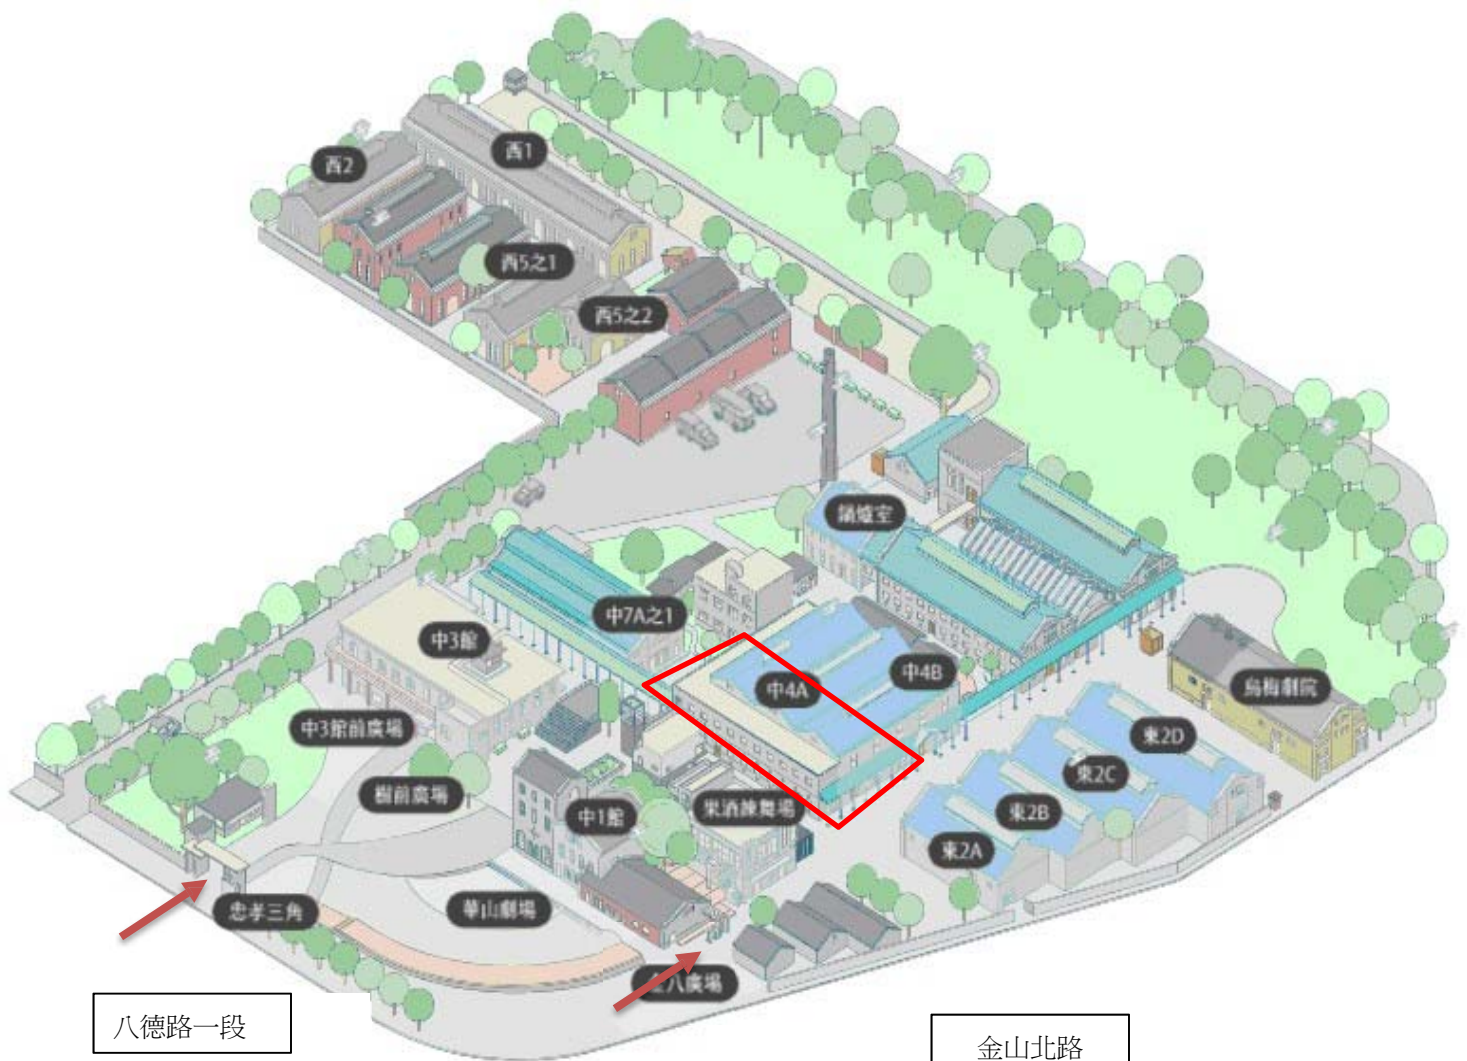 西1
西2
西5之1
西5之2
鍋爐室
中7A之1
中3館
中4B
中4A
烏梅劇院
中3館前廣場
東2D
東2C
樹前廣場
果酒練舞場
東2B
中1館
東2A
忠孝三角
華山劇場
金八廣場
八德路一段
金山北路